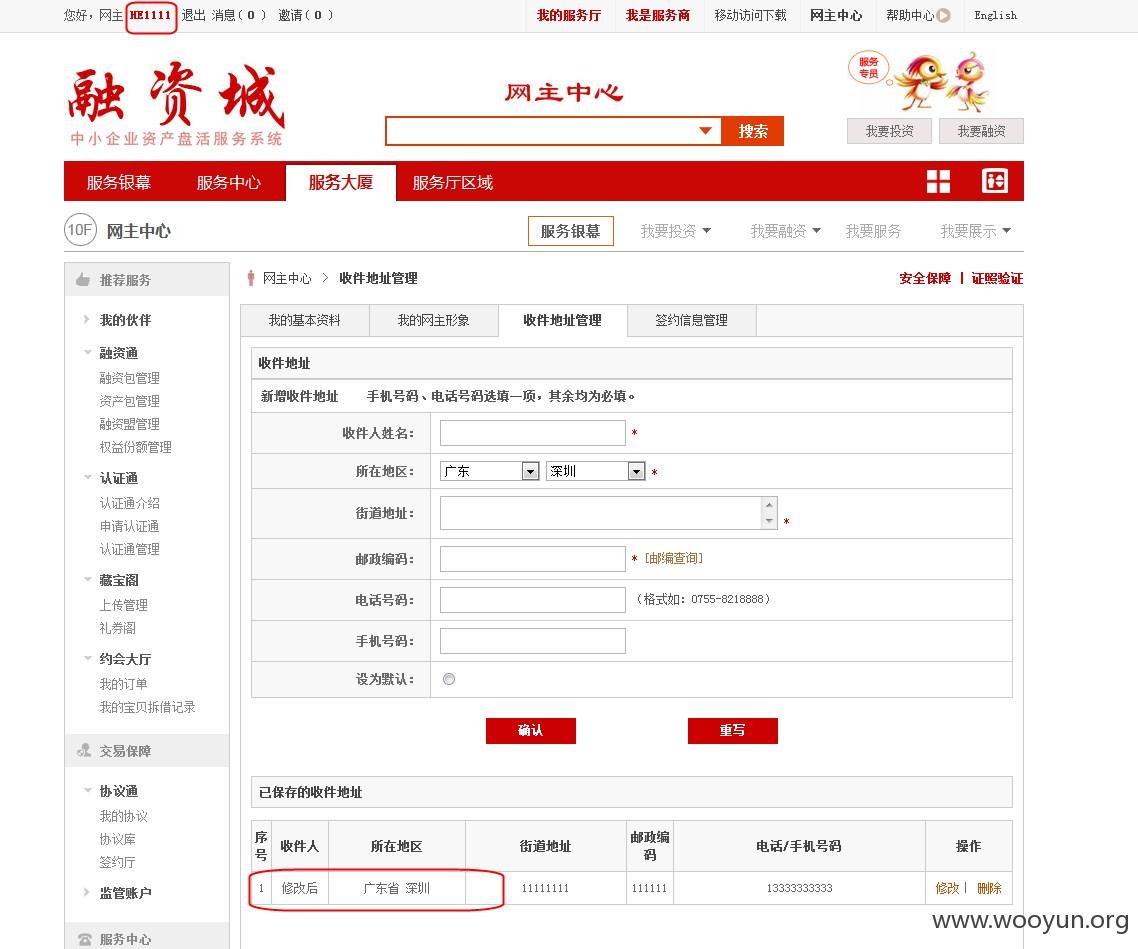 您好，网主 HE1111 退出 消息( 0 ) 邀请( 0 )
我的服务厅 我是服务商 移动访问下载 网主中心 帮助中心 English
融资城
中小企业资产盘活服务系统
网主中心
搜索
服务专员
我要投资 我要融资
服务银幕 服务中心 服务大厦 服务厅区域
10F 网主中心
服务银幕 我要投资 我要融资 我要服务 我要展示
推荐服务
我的伙伴
融资通
融资包管理
资产包管理
融资盟管理
权益份额管理
认证通
认证通介绍
申请认证通
认证通管理
藏宝阁
上传管理
礼券阁
约会大厅
我的订单
我的宝贝拆借记录
交易保障
协议通
我的协议
协议库
签约厅
监管账户
服务中心
网主中心 > 收件地址管理
安全保障 | 证照验证
我的基本资料 我的网主形象 收件地址管理 签约信息管理
收件地址
新增收件地址 手机号码、电话号码选填一项，其余均为必填。
收件人姓名： *
所在地区： 广东 深圳 *
街道地址： *
邮政编码： * [邮编查询]
电话号码： （格式如：0755-8218888）
手机号码：
设为默认：
确认 重写
已保存的收件地址
序号 收件人 所在地区 街道地址 邮政编码 电话/手机号码 操作
1 修改后 广东省 深圳 11111111 111111 13333333333 修改| 删除
www.wooyun.org